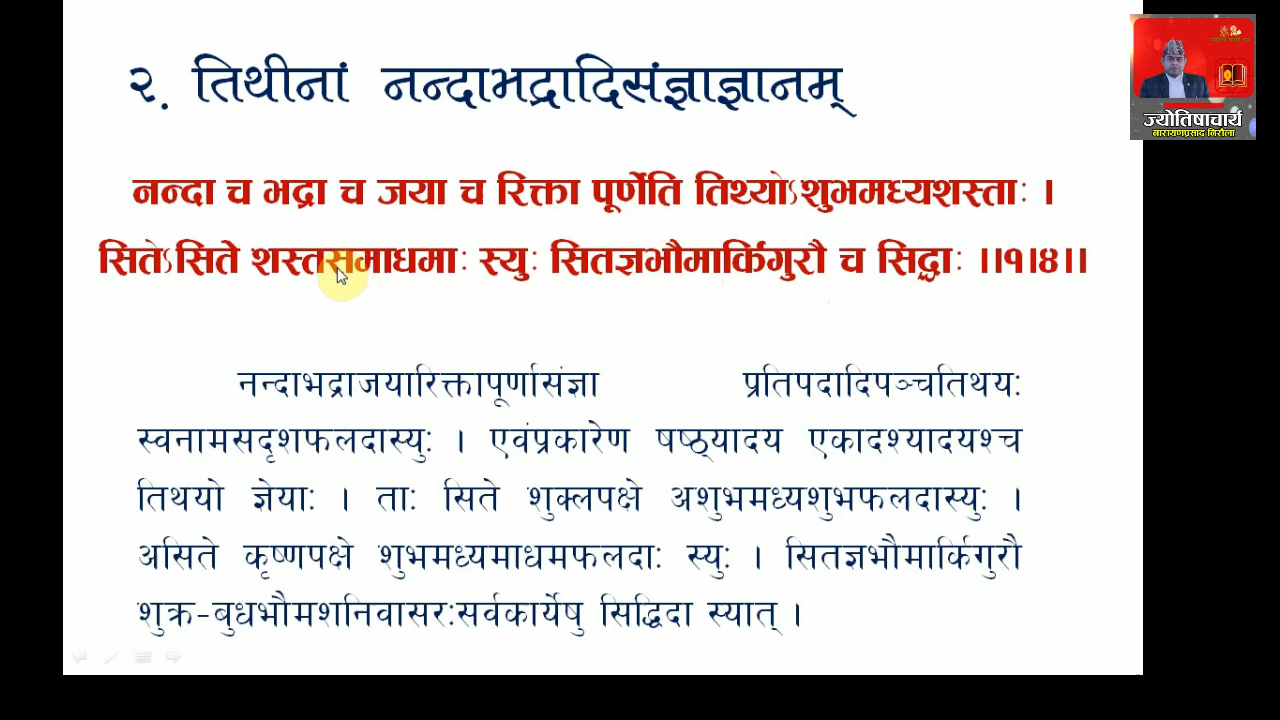 २. तिथीनां नन्दाभद्रादिसंज्ञाज्ञानम्
ज्योतिषाचार्य
नारायणप्रसाद निरौला
नन्दा च भद्रा च जया च रिक्ता पूर्णेति तिथ्योऽशुभमध्यशस्ताः ।
सितेऽसिते शस्तसमाधमाः स्युः सितज्ञभौमार्किगुरौ च सिद्धाः ।।१।४।।
नन्दाभद्राजयारिक्तापूर्णासंज्ञा प्रतिपदादिपञ्चतिथयः
स्वनामसदृशफलदास्युः । एवंप्रकारेण षष्ठ्यादय एकादश्यादयश्च
तिथयो ज्ञेयाः । ताः सिते शुक्लपक्षे अशुभमध्यशुभफलदास्युः ।
असिते कृष्णपक्षे शुभमध्यमाधमफलदाः स्युः । सितज्ञभौमार्किगुरौ
शुक्र-बुधभौमशनिवासरःसर्वकार्येषु सिद्धिदा स्यात् ।